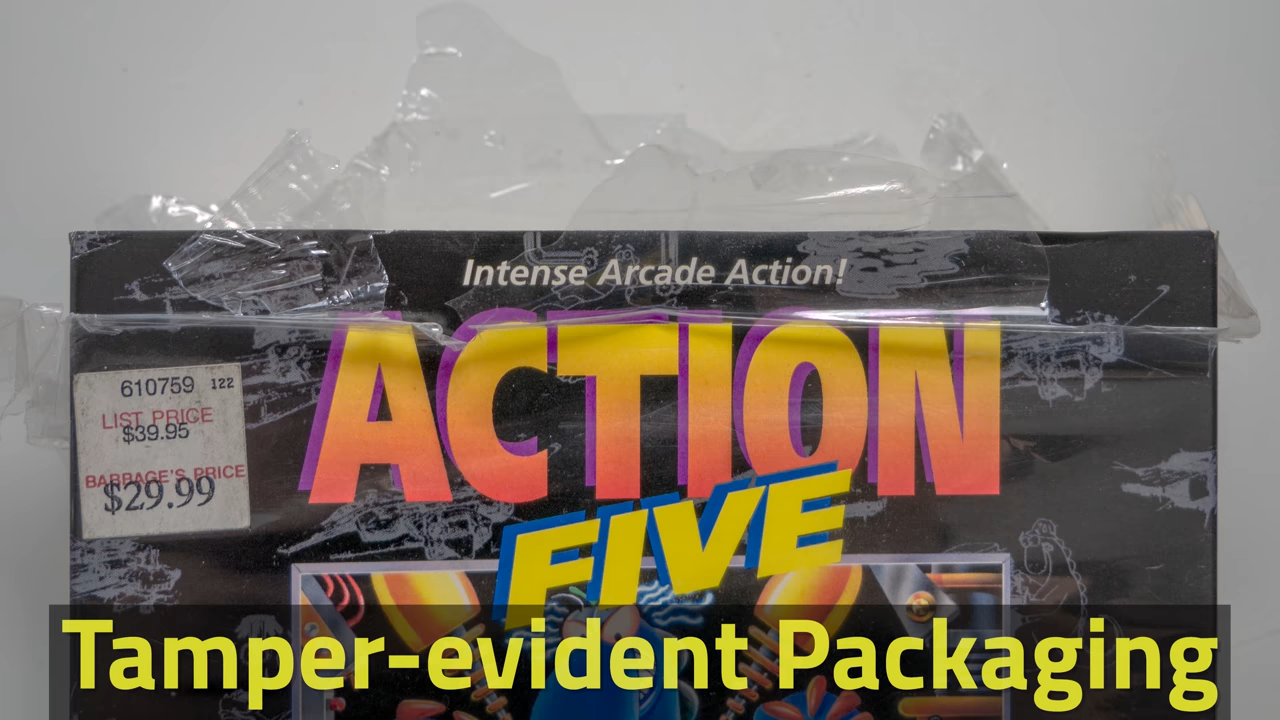 Intense Arcade Action!
ACTION
FIVE
610759 122
LIST PRICE
$39.95
BABBAGE'S PRICE
$29.99
Tamper-evident Packaging